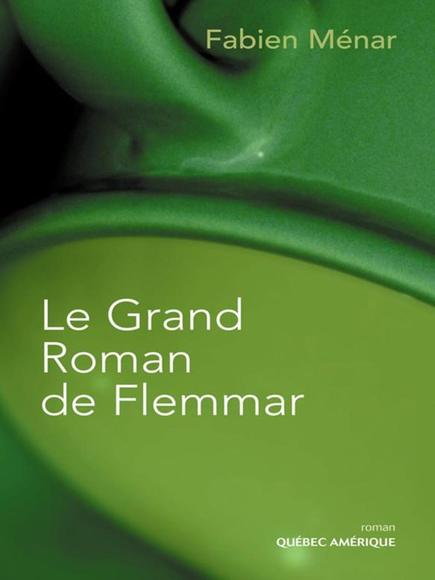 Fabien Ménar
Le Grand
Roman
de Flemmar
roman
QUÉBEC AMÉRIQUE